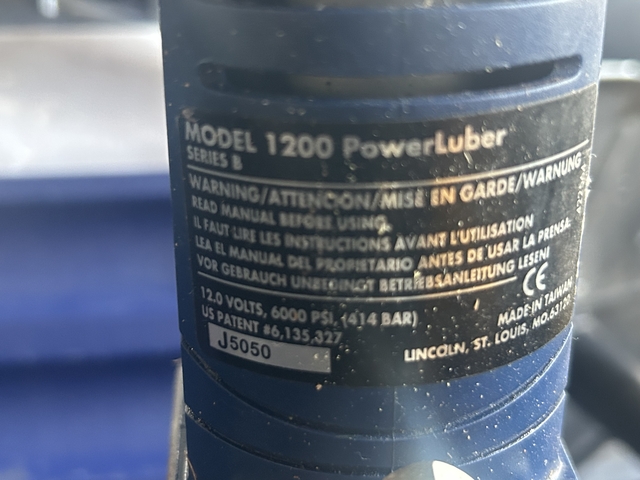 MODEL 1200 PowerLuber
SERIES B
WARNING/ATTENCION/MISE EN GARDE/WARNUNG
READ MANUAL BEFORE USING.
IL FAUT LIRE LES INSTRUCTIONS AVANT L'UTILISATION
LEA EL MANUAL DEL PROPIETARIO ANTES DE USAR LA PRENSA.
VOR GEBRAUCH UNBEDINGT BETRIEBSANLEITUNG LESEN!
CE
12.0 VOLTS, 6000 PSI, (414 BAR)
MADE IN TAIWAN
US PATENT #6,135,327
LINCOLN, ST. LOUIS, MO.63120
J5050